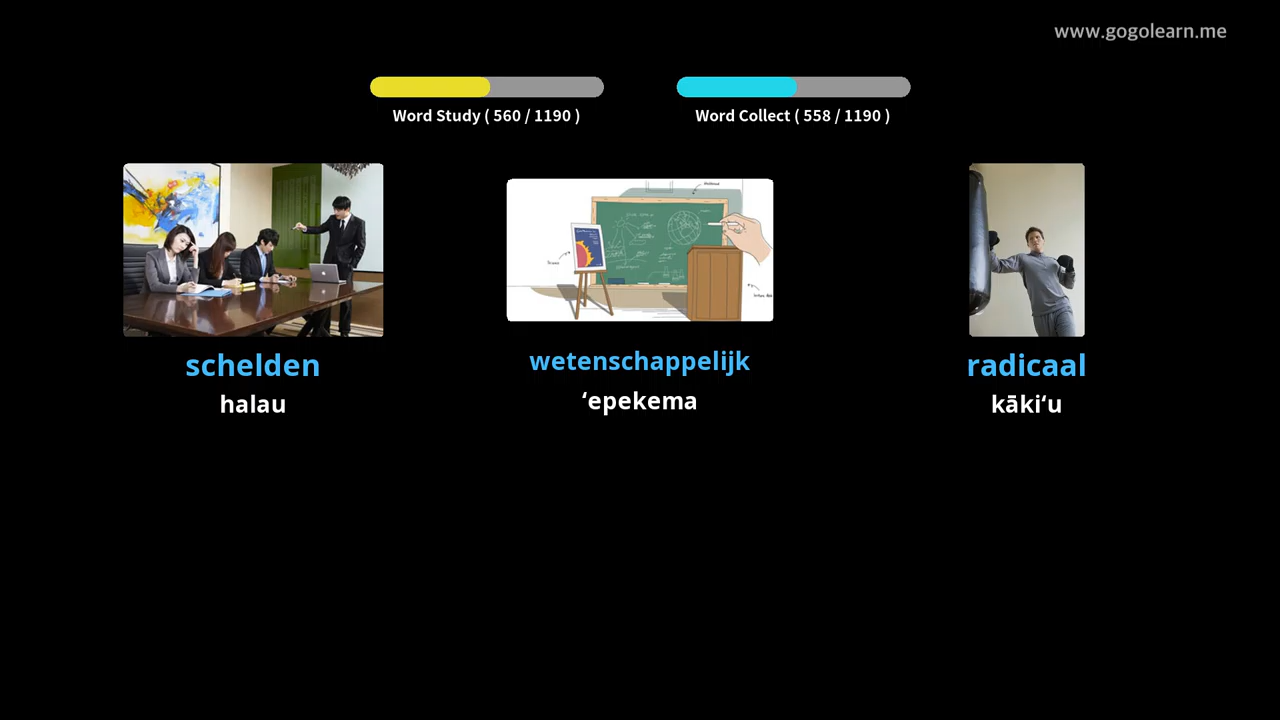 www.gogolearn.me
Word Study ( 560 / 1190 )
Word Collect ( 558 / 1190 )
schelden
halau
wetenschappelijk
ʻepekema
radicaal
kākiʻu